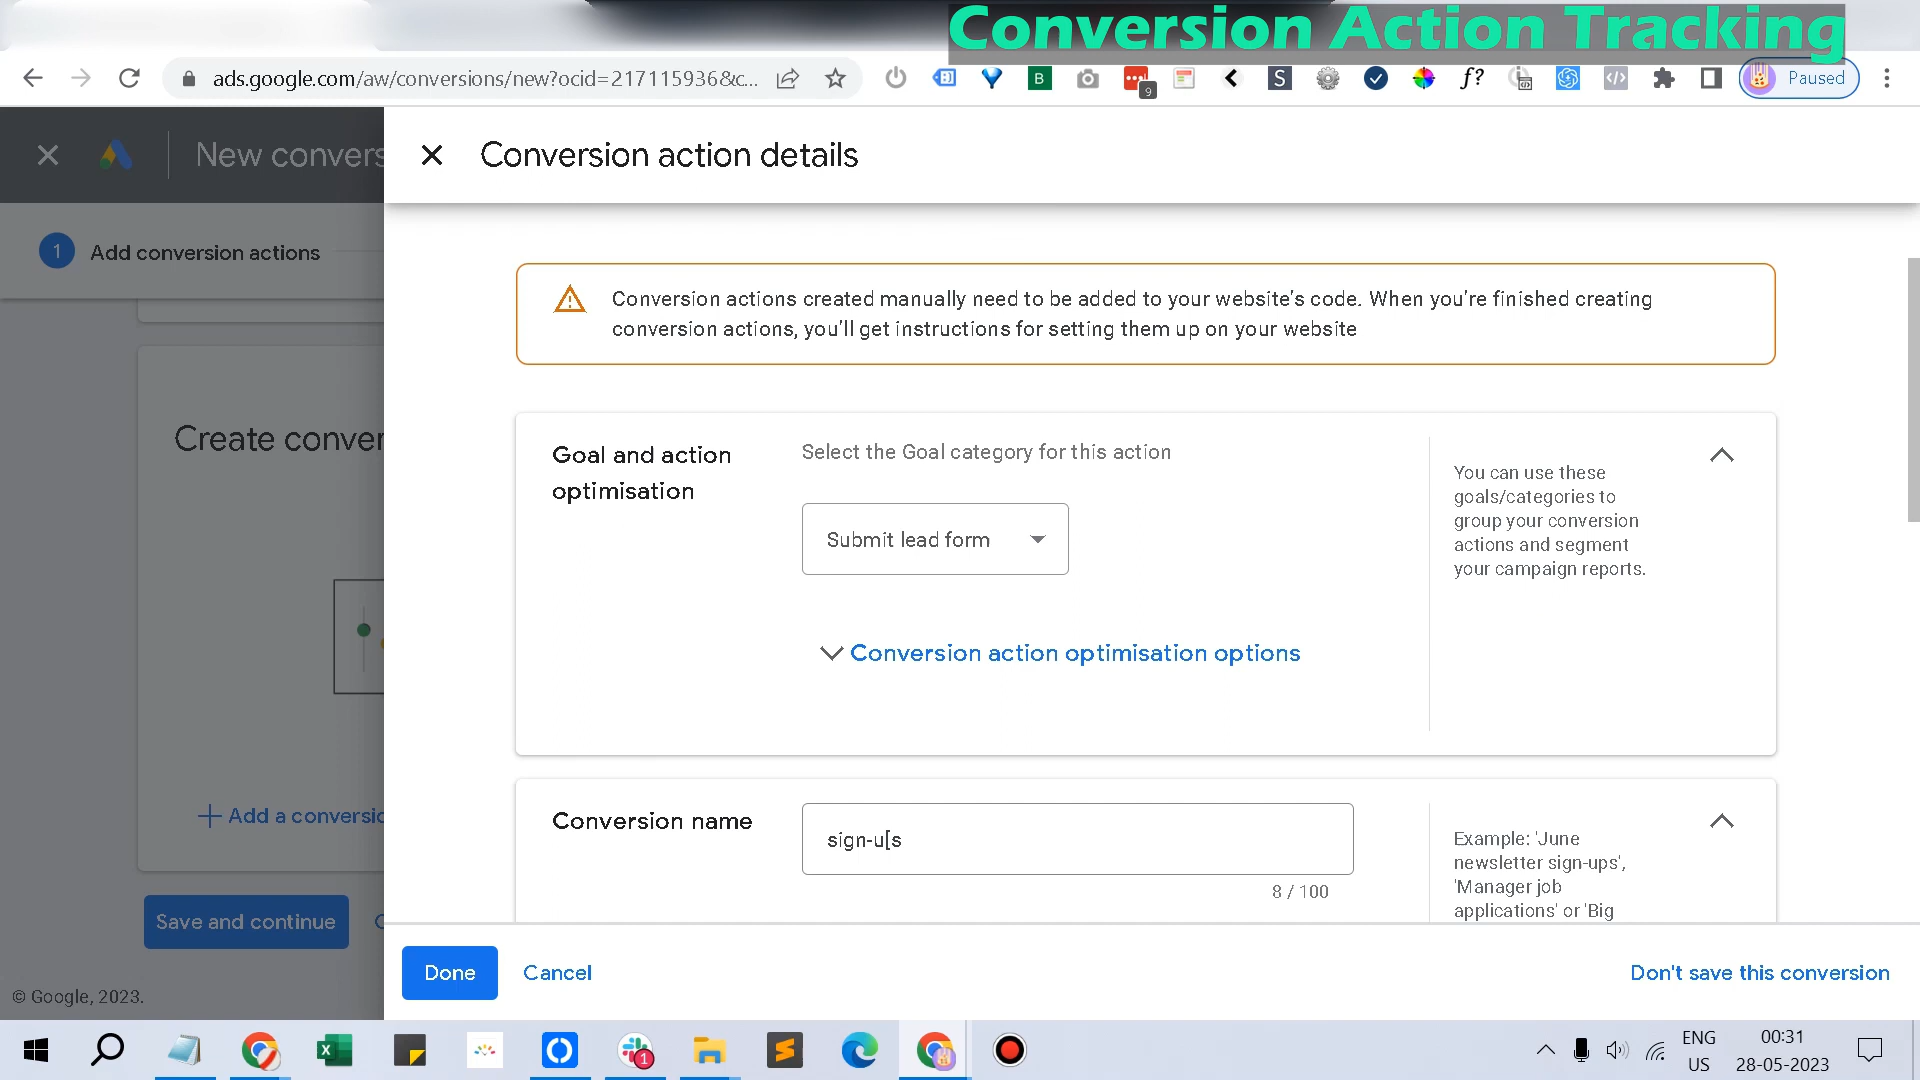 Conversion Action Tracking
ads.google.com/aw/conversions/new?ocid=217115936&c...
B
9
S
f?
Paused
New convers
Conversion action details
1 Add conversion actions
Conversion actions created manually need to be added to your website's code. When you're finished creating
conversion actions, you'll get instructions for setting them up on your website
Create conver
Goal and action
optimisation
Select the Goal category for this action
Submit lead form
Conversion action optimisation options
You can use these
goals/categories to
group your conversion
actions and segment
your campaign reports.
Add a conversio
Conversion name
sign-u[s
8 / 100
Example: 'June
newsletter sign-ups',
'Manager job
applications' or 'Big
Save and continue
C
Done
Cancel
Don't save this conversion
© Google, 2023.
1
ENG
US
00:31
28-05-2023